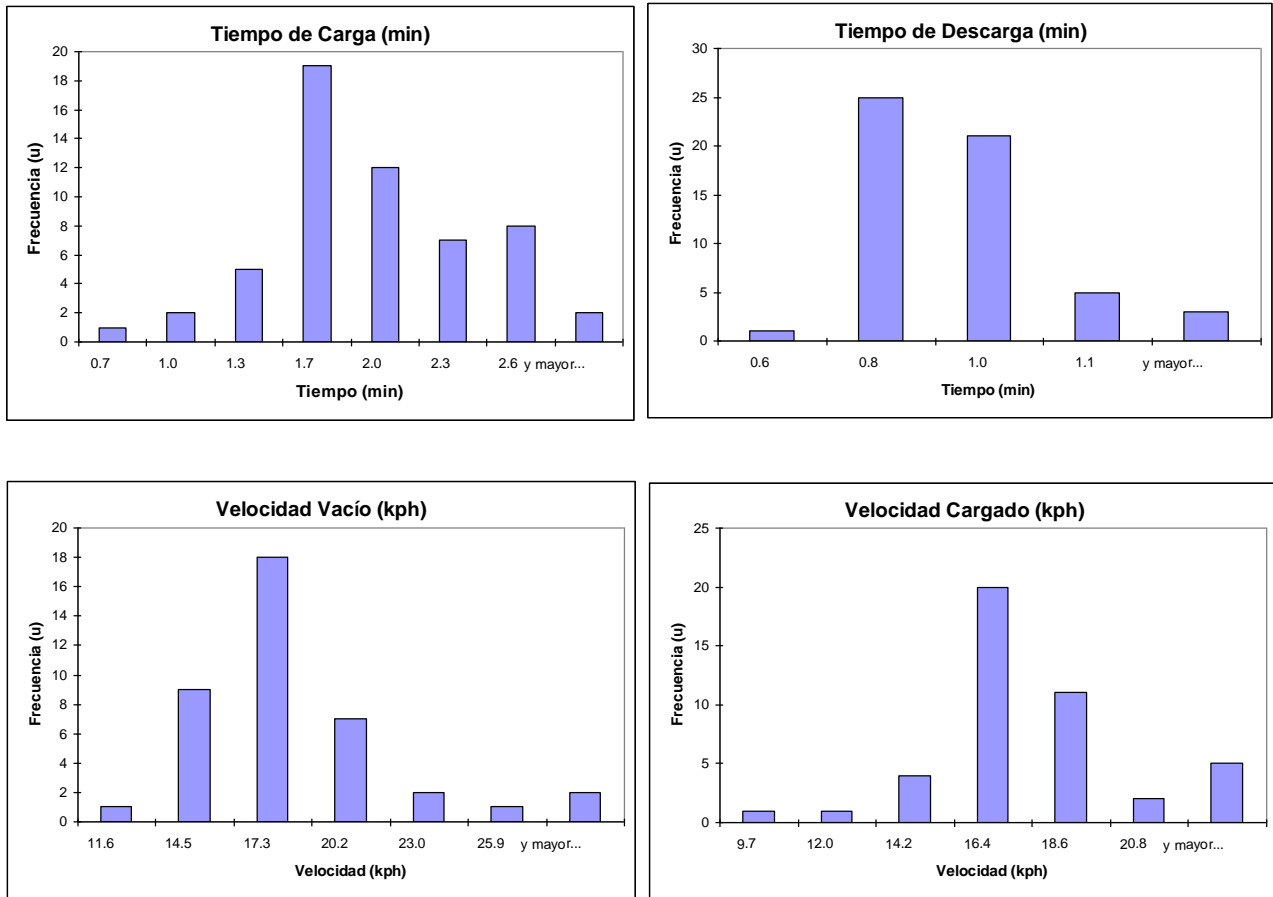 Tiempo de Carga (min)
20
18
16
14
12
10
8
6
4
2
0
Frecuencia (u)
0.7 1.0 1.3 1.7 2.0 2.3 2.6 y mayor...
Tiempo (min)
Tiempo de Descarga (min)
30
25
20
15
10
5
0
Frecuencia (u)
0.6 0.8 1.0 1.1 y mayor...
Tiempo (min)
Velocidad Vacío (kph)
20
18
16
14
12
10
8
6
4
2
0
Frecuencia (u)
11.6 14.5 17.3 20.2 23.0 25.9 y mayor...
Velocidad (kph)
Velocidad Cargado (kph)
25
20
15
10
5
0
Frecuencia (u)
9.7 12.0 14.2 16.4 18.6 20.8 y mayor...
Velocidad (kph)